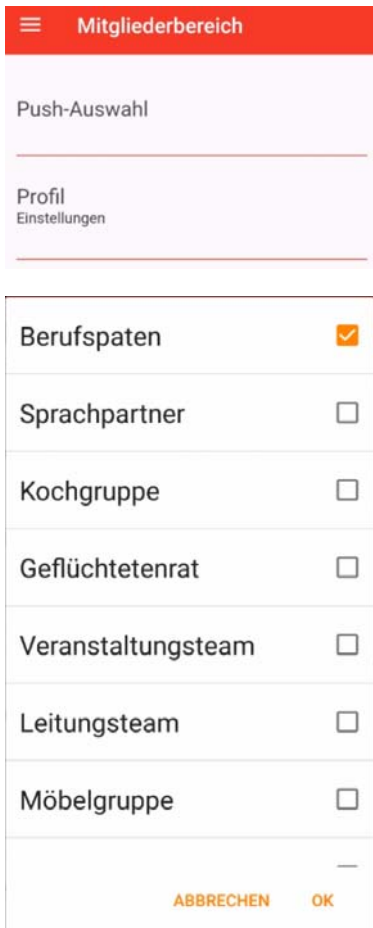 Mitgliederbereich
Push-Auswahl
Profil
Einstellungen
Berufspaten
Sprachpartner
Kochgruppe
Geflüchtetenrat
Veranstaltungsteam
Leitungsteam
Möbelgruppe
ABBRECHEN OK